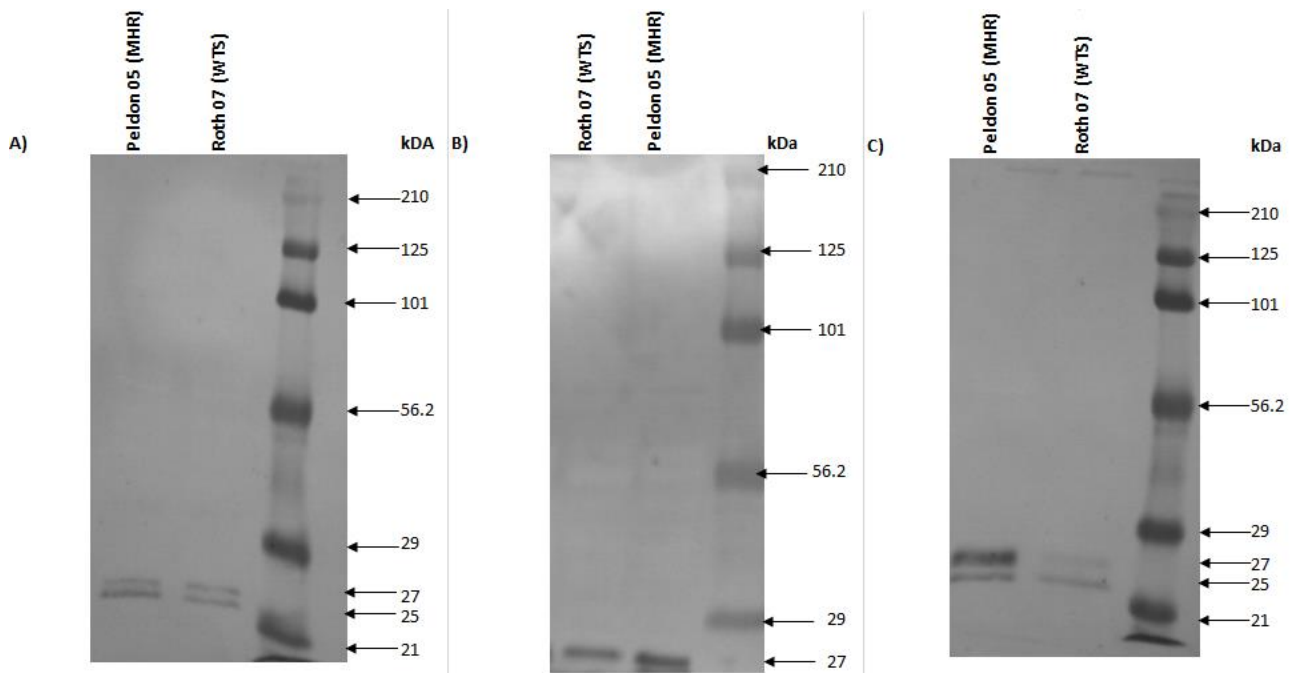 A)
Peldon 05 (MHR)
Roth 07 (WTS)
kDA
210
125
101
56.2
29
27
25
21
B)
Roth 07 (WTS)
Peldon 05 (MHR)
kDa
210
125
101
56.2
29
27
C)
Peldon 05 (MHR)
Roth 07 (WTS)
kDa
210
125
101
56.2
29
27
25
21